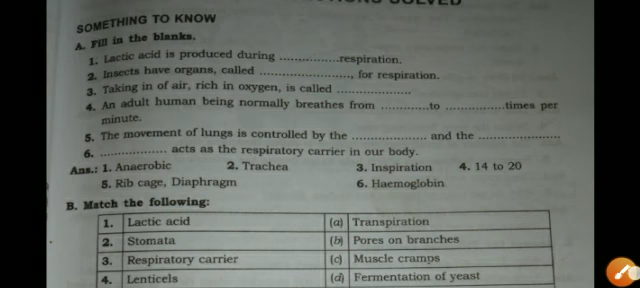 SOLVED
SOMETHING TO KNOW
A. Fill in the blanks.
1. Lactic acid is produced during ..............respiration.
2. Insects have organs, called ....................., for respiration.
3. Taking in of air, rich in oxygen, is called .................
4. An adult human being normally breathes from ............to ..............times per
minute.
5. The movement of lungs is controlled by the .................. and the ...................
6. ................ acts as the respiratory carrier in our body.
Ans.: 1. Anaerobic 2. Trachea 3. Inspiration 4. 14 to 20
5. Rib cage, Diaphragm 6. Haemoglobin
B. Match the following:
1. Lactic acid (a) Transpiration
2. Stomata (b) Pores on branches
3. Respiratory carrier (c) Muscle cramps
4. Lenticels (d) Fermentation of yeast